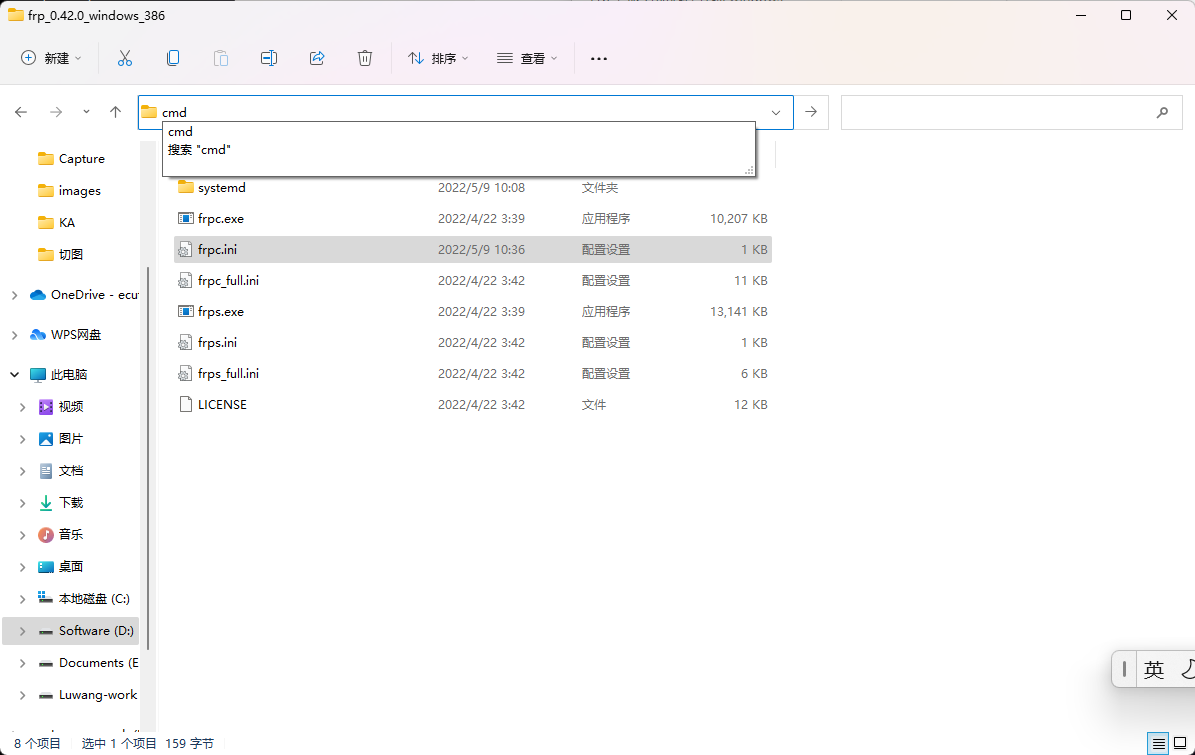 frp_0.42.0_windows_386
新建 排序 查看
cmd
cmd
搜索 "cmd"
Capture
images
KA
切图
OneDrive - ecu
WPS网盘
此电脑
视频
图片
文档
下载
音乐
桌面
本地磁盘 (C:)
Software (D:)
Documents (E
Luwang-work
systemd 2022/5/9 10:08 文件夹
frpc.exe 2022/4/22 3:39 应用程序 10,207 KB
frpc.ini 2022/5/9 10:36 配置设置 1 KB
frpc_full.ini 2022/4/22 3:42 配置设置 11 KB
frps.exe 2022/4/22 3:39 应用程序 13,141 KB
frps.ini 2022/4/22 3:42 配置设置 1 KB
frps_full.ini 2022/4/22 3:42 配置设置 6 KB
LICENSE 2022/4/22 3:42 文件 12 KB
英
8 个项目 选中 1 个项目 159 字节